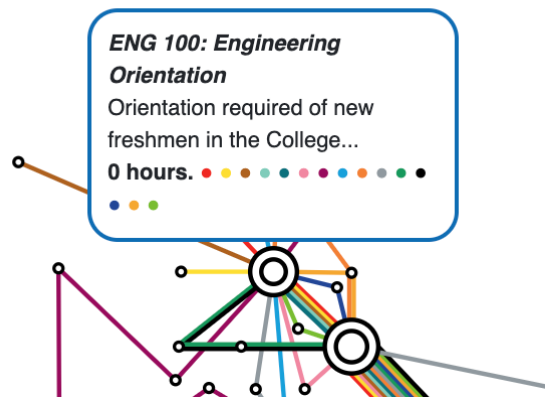 ENG 100: Engineering
Orientation
Orientation required of new
freshmen in the College...
0 hours.